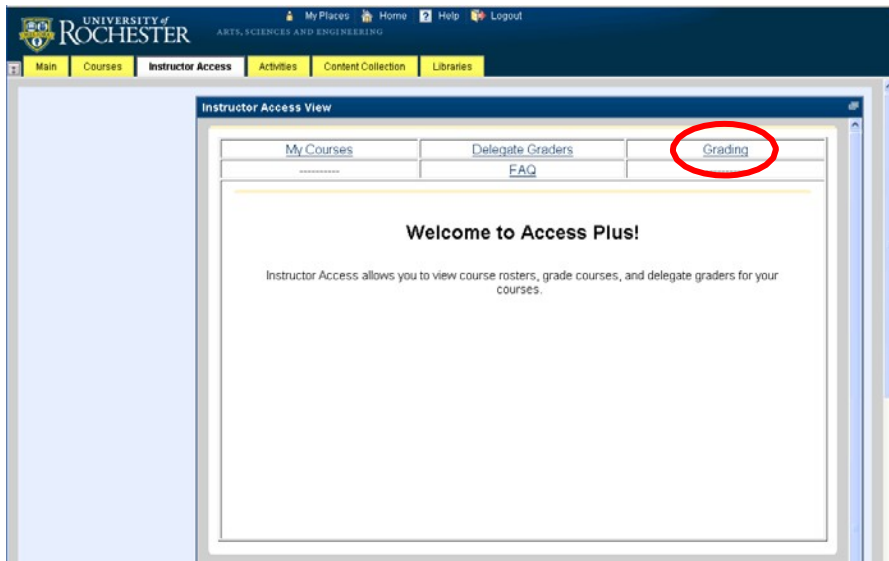 UNIVERSITY of
ROCHESTER
ARTS, SCIENCES AND ENGINEERING
My Places Home ? Help Logout
Main Courses Instructor Access Activities Content Collection Libraries
Instructor Access View
My Courses Delegate Graders Grading
---------- FAQ ----------
Welcome to Access Plus!
Instructor Access allows you to view course rosters, grade courses, and delegate graders for your
courses.